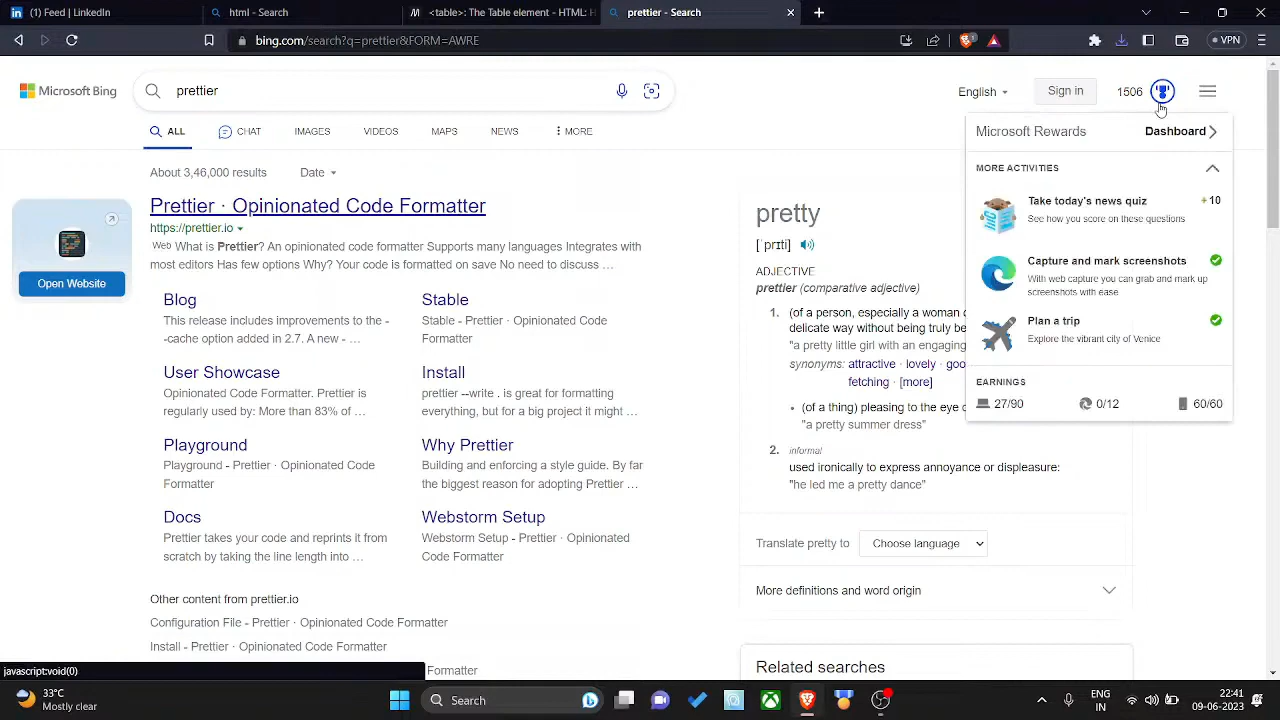 (1) Feed | LinkedIn
html - Search
<table>: The Table element - HTML: H
prettier - Search
bing.com/search?q=prettier&FORM=AWRE
VPN
Microsoft Bing
prettier
English
Sign in
1506
ALL
CHAT
IMAGES
VIDEOS
MAPS
NEWS
MORE
Microsoft Rewards
Dashboard
About 3,46,000 results
Date
MORE ACTIVITIES
Take today's news quiz
+10
See how you score on these questions
Capture and mark screenshots
With web capture you can grab and mark up
screenshots with ease
Plan a trip
Explore the vibrant city of Venice
EARNINGS
27/90
0/12
60/60
Open Website
Prettier · Opinionated Code Formatter
https://prettier.io
Web What is Prettier? An opinionated code formatter Supports many languages Integrates with
most editors Has few options Why? Your code is formatted on save No need to discuss …
Blog
This release includes improvements to the -
-cache option added in 2.7. A new - …
Stable
Stable - Prettier · Opinionated Code
Formatter
User Showcase
Opinionated Code Formatter. Prettier is
regularly used by: More than 83% of …
Install
prettier --write . is great for formatting
everything, but for a big project it might …
Playground
Playground - Prettier · Opinionated Code
Formatter
Why Prettier
Building and enforcing a style guide. By far
the biggest reason for adopting Prettier …
Docs
Prettier takes your code and reprints it from
scratch by taking the line length into …
Webstorm Setup
Webstorm Setup - Prettier · Opinionated
Code Formatter
Other content from prettier.io
Configuration File - Prettier · Opinionated Code Formatter
Install - Prettier · Opinionated Code Formatter
Formatter
pretty
[ˈprɪti]
ADJECTIVE
prettier (comparative adjective)
1. (of a person, especially a woman o
delicate way without being truly be
"a pretty little girl with an engaging
synonyms: attractive · lovely · goo
fetching · [more]
• (of a thing) pleasing to the eye o
"a pretty summer dress"
2. informal
used ironically to express annoyance or displeasure:
"he led me a pretty dance"
Translate pretty to
Choose language
More definitions and word origin
Related searches
javascript:void(0)
33°C
Mostly clear
Search
ENG
IN
22:41
09-06-2023